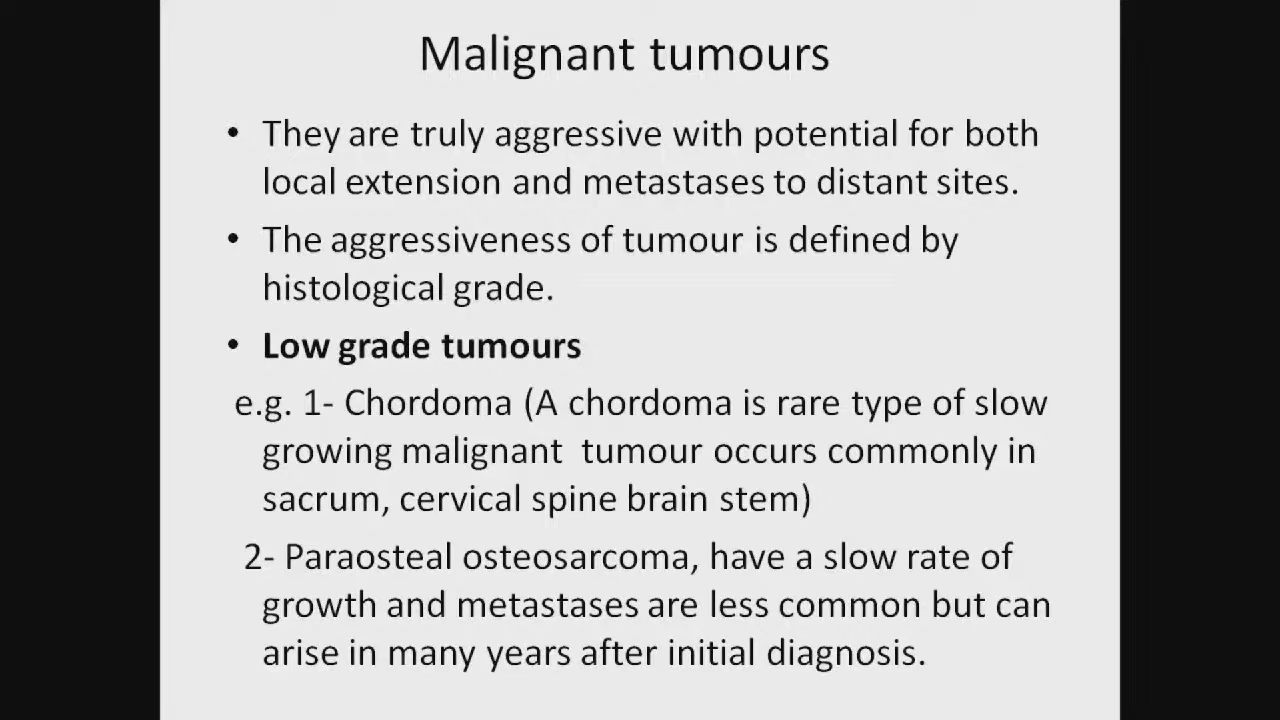 Malignant tumours
• They are truly aggressive with potential for both
local extension and metastases to distant sites.
• The aggressiveness of tumour is defined by
histological grade.
• Low grade tumours
e.g. 1- Chordoma (A chordoma is rare type of slow
growing malignant  tumour occurs commonly in
sacrum, cervical spine brain stem)
2- Paraosteal osteosarcoma, have a slow rate of
growth and metastases are less common but can
arise in many years after initial diagnosis.